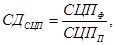 СД_СЦП = СЦП_Ф / СЦП_П ,